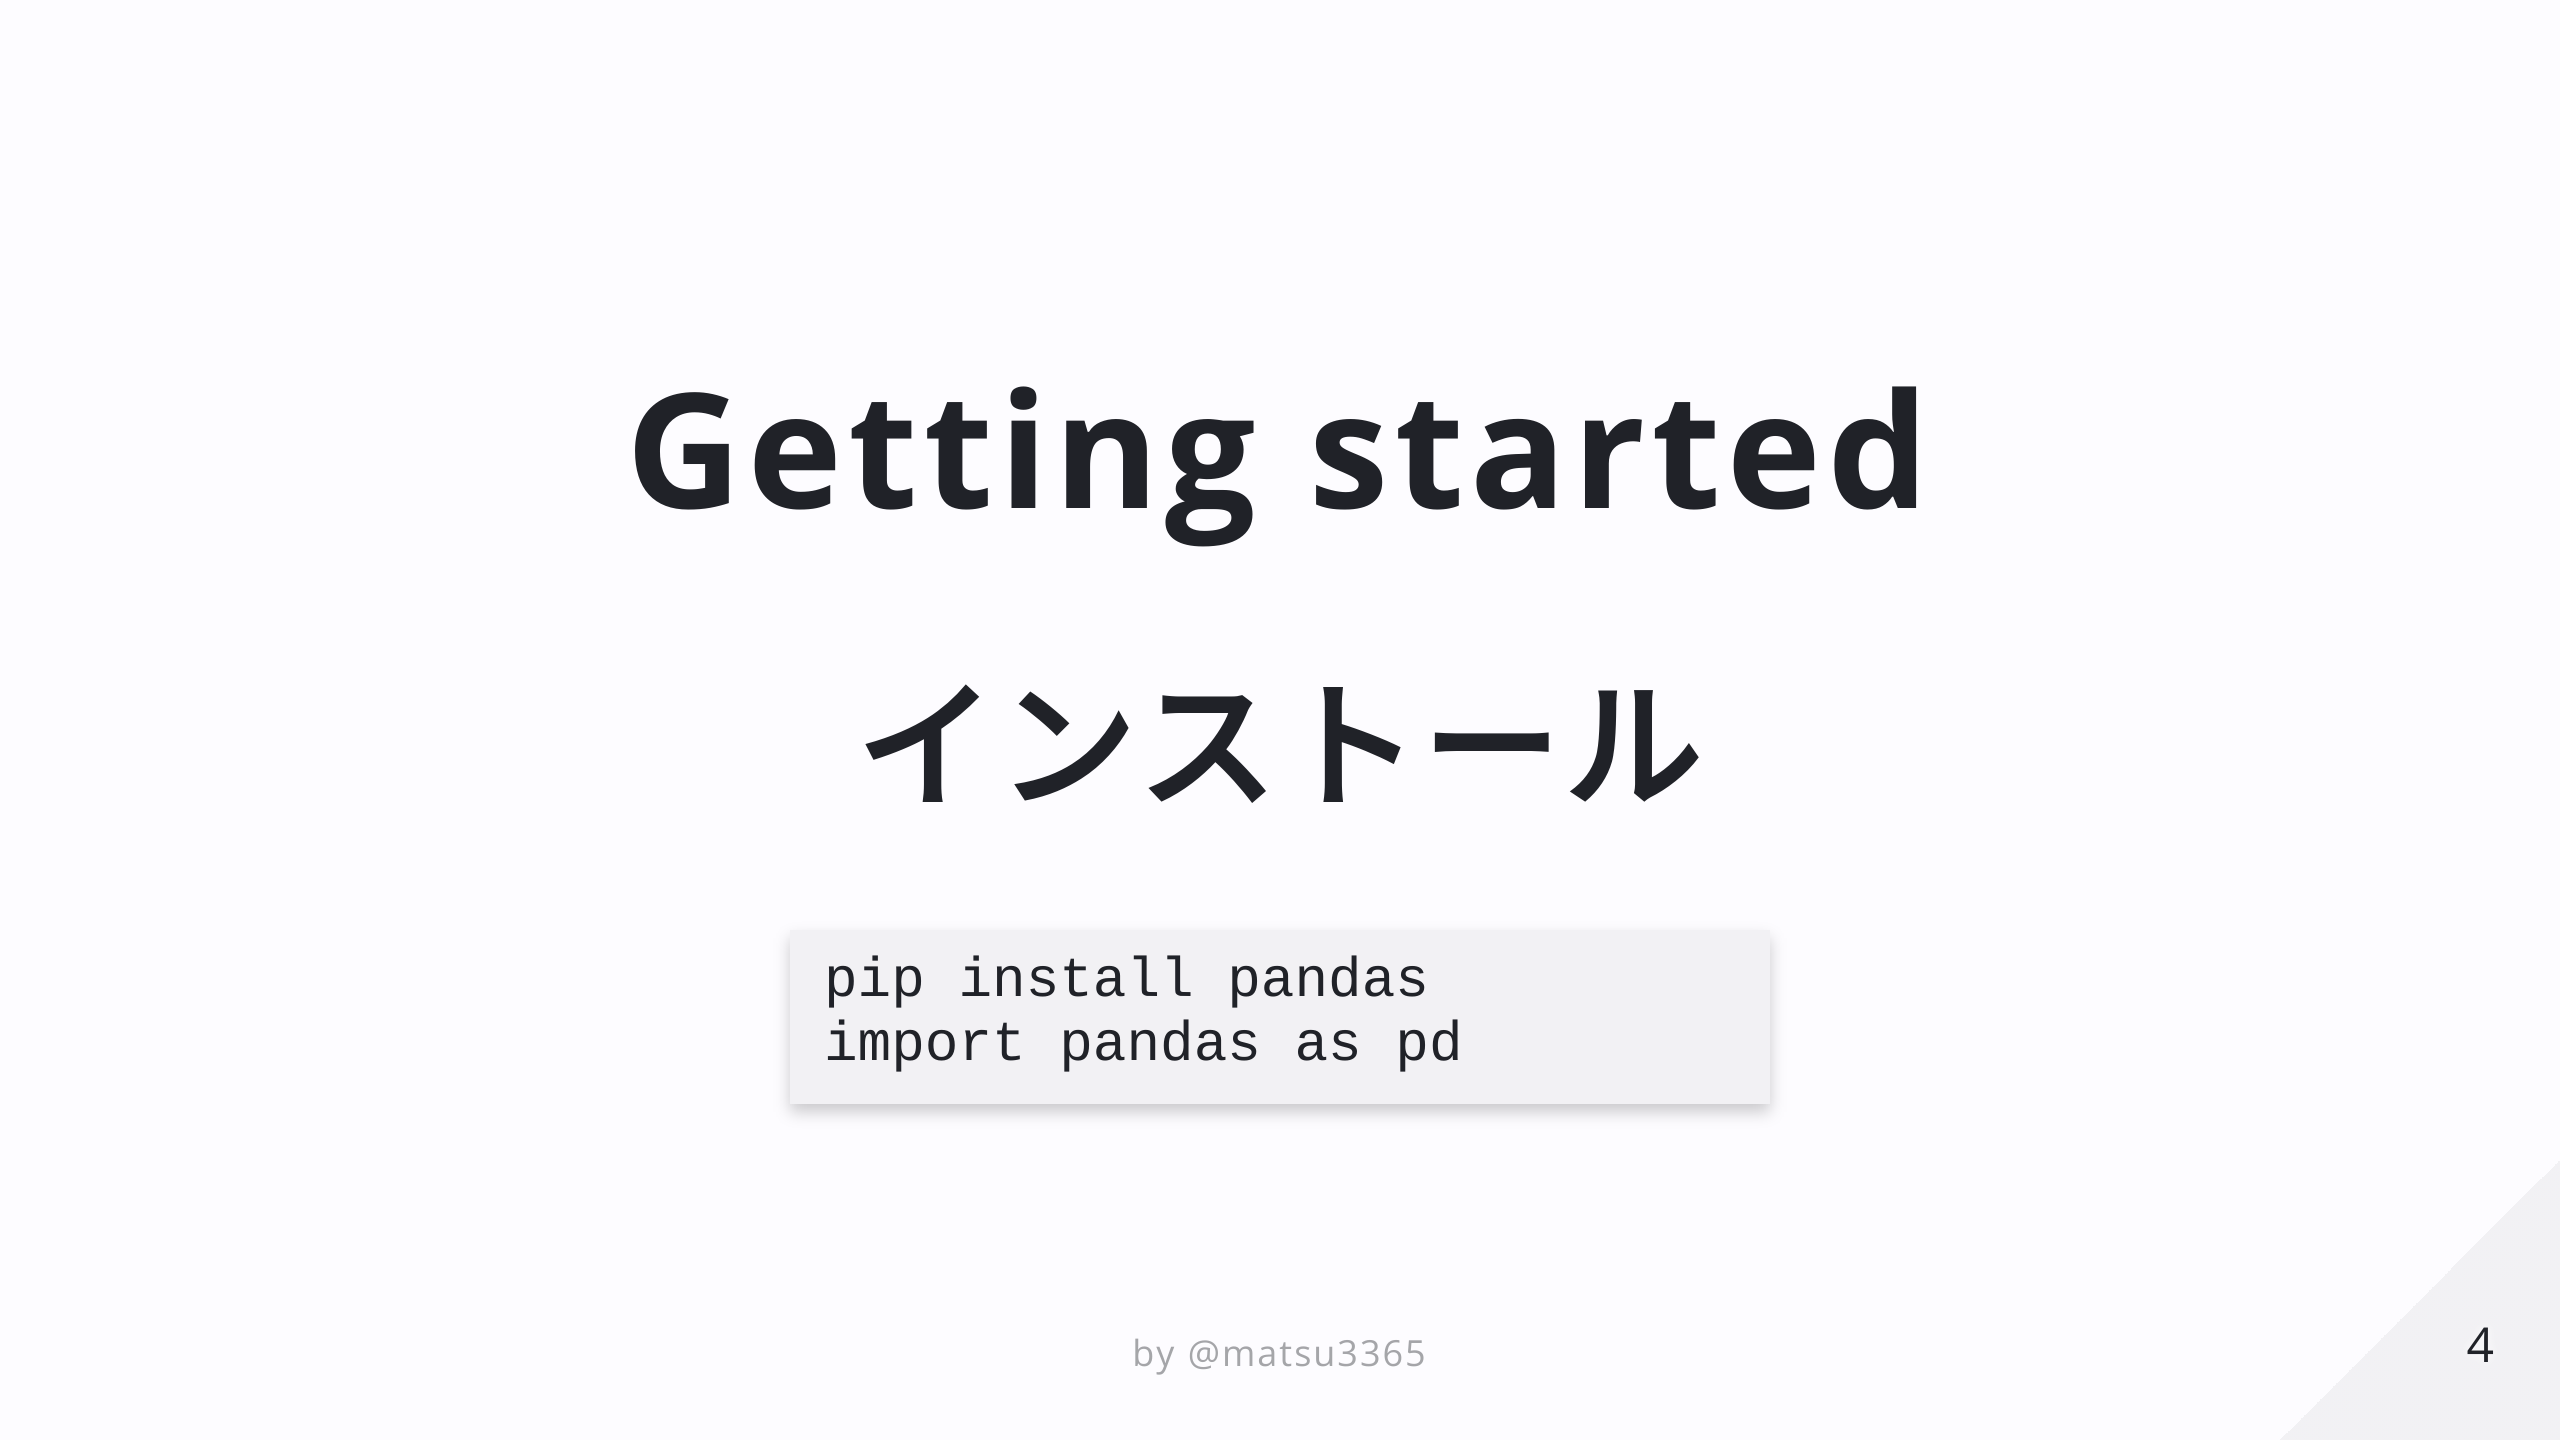 Getting started
インストール
pip install pandas
import pandas as pd
by @matsu3365
4